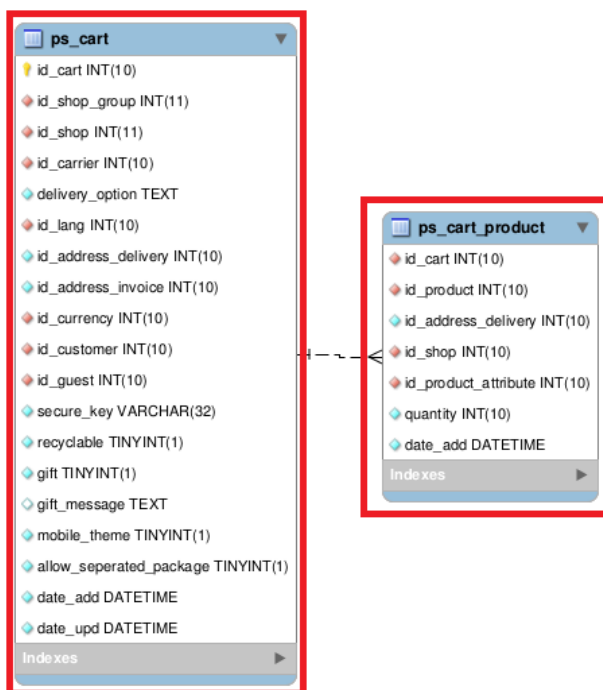 ps_cart
id_cart INT(10)
id_shop_group INT(11)
id_shop INT(11)
id_carrier INT(10)
delivery_option TEXT
id_lang INT(10)
id_address_delivery INT(10)
id_address_invoice INT(10)
id_currency INT(10)
id_customer INT(10)
id_guest INT(10)
secure_key VARCHAR(32)
recyclable TINYINT(1)
gift TINYINT(1)
gift_message TEXT
mobile_theme TINYINT(1)
allow_seperated_package TINYINT(1)
date_add DATETIME
date_upd DATETIME
Indexes
ps_cart_product
id_cart INT(10)
id_product INT(10)
id_address_delivery INT(10)
id_shop INT(10)
id_product_attribute INT(10)
quantity INT(10)
date_add DATETIME
Indexes